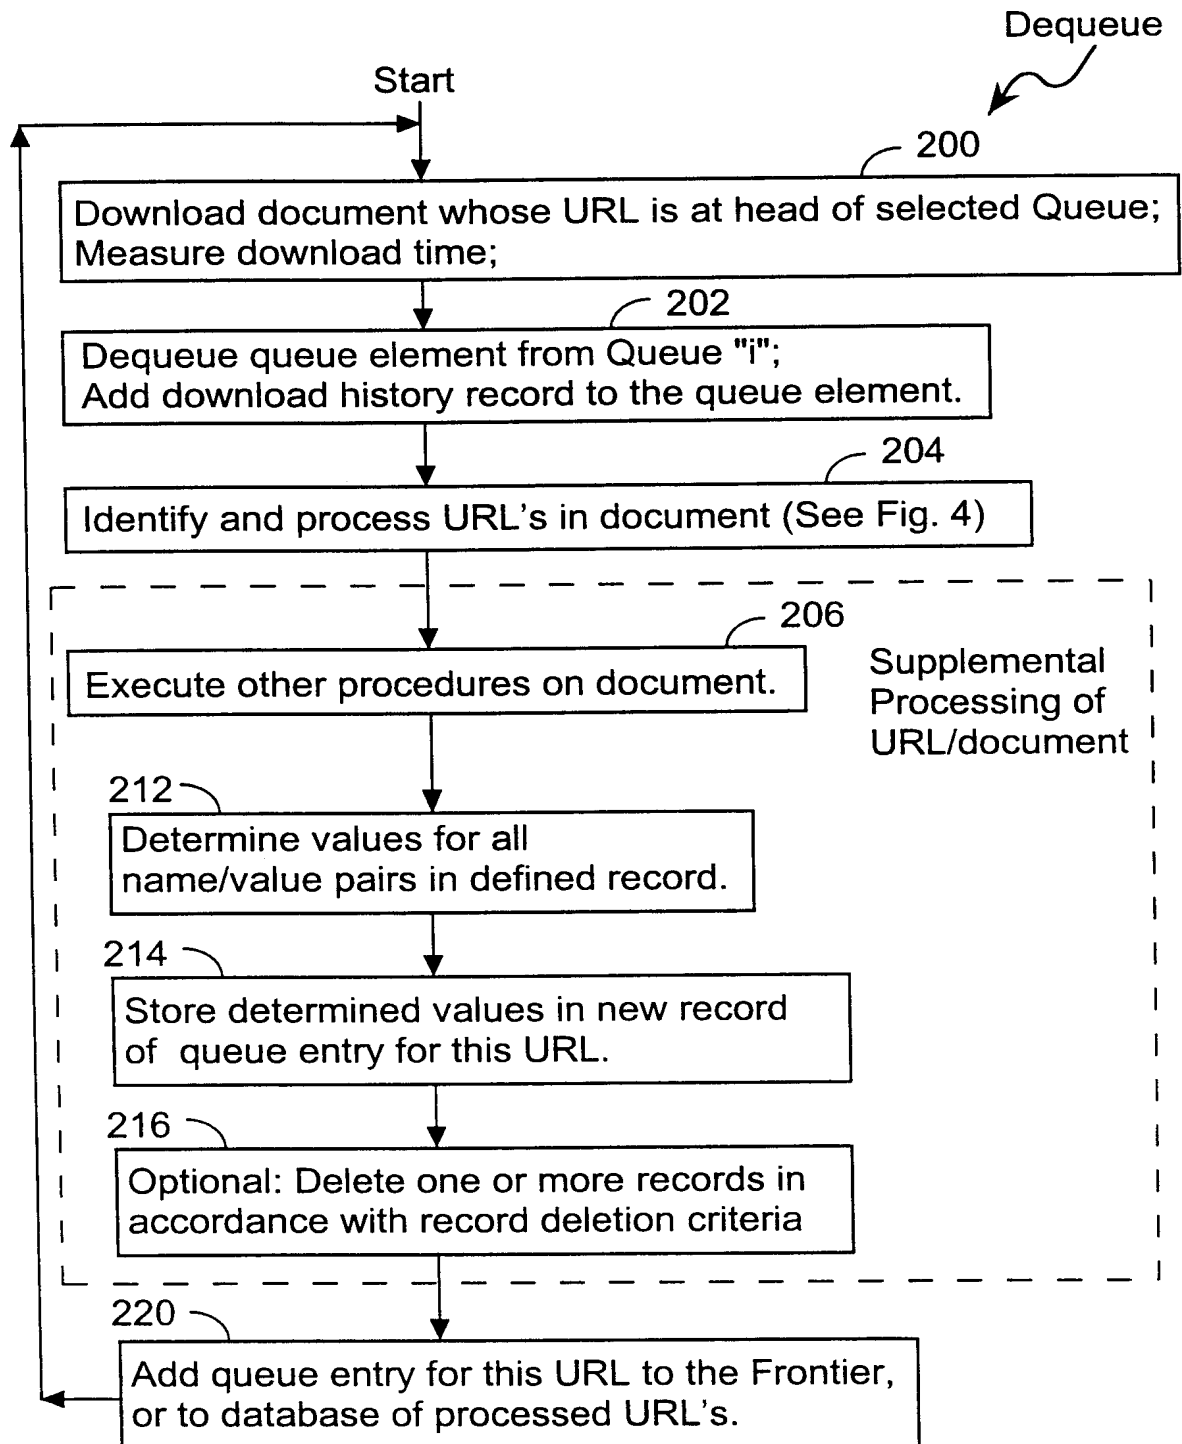 Dequeue
Start
200
Download document whose URL is at head of selected Queue;
Measure download time;
202
Dequeue queue element from Queue "i";
Add download history record to the queue element.
204
Identify and process URL's in document (See Fig. 4)
206
Execute other procedures on document.
Supplemental
Processing of
URL/document
212
Determine values for all
name/value pairs in defined record.
214
Store determined values in new record
of queue entry for this URL.
216
Optional: Delete one or more records in
accordance with record deletion criteria
220
Add queue entry for this URL to the Frontier,
or to database of processed URL's.